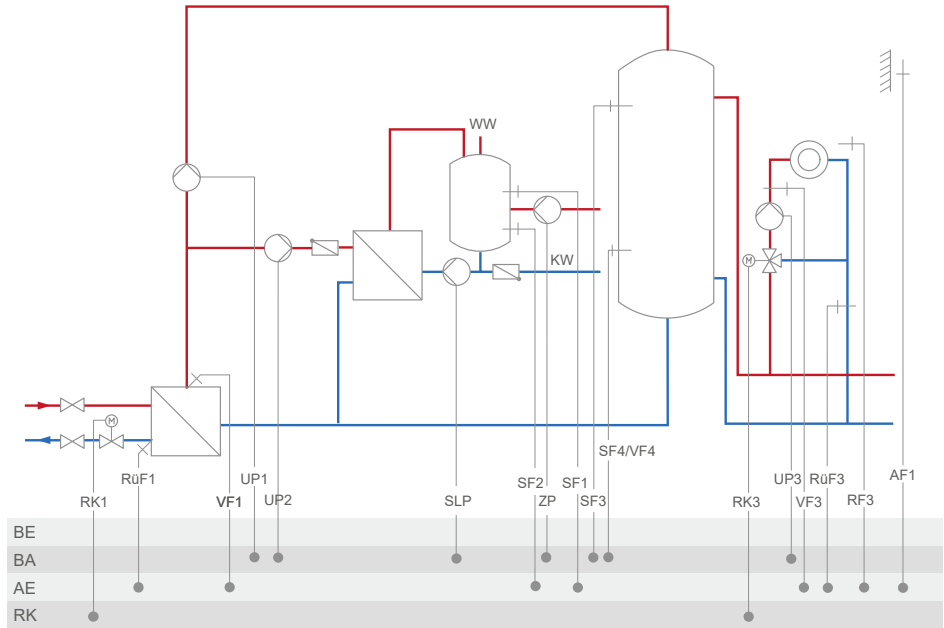 WW
KW
M
M
SF4/VF4
RüF1
UP1
UP2
SF2
SF1
UP3
RüF3
AF1
RK1
VF1
SLP
ZP
SF3
RK3
VF3
RF3
BE
BA
AE
RK